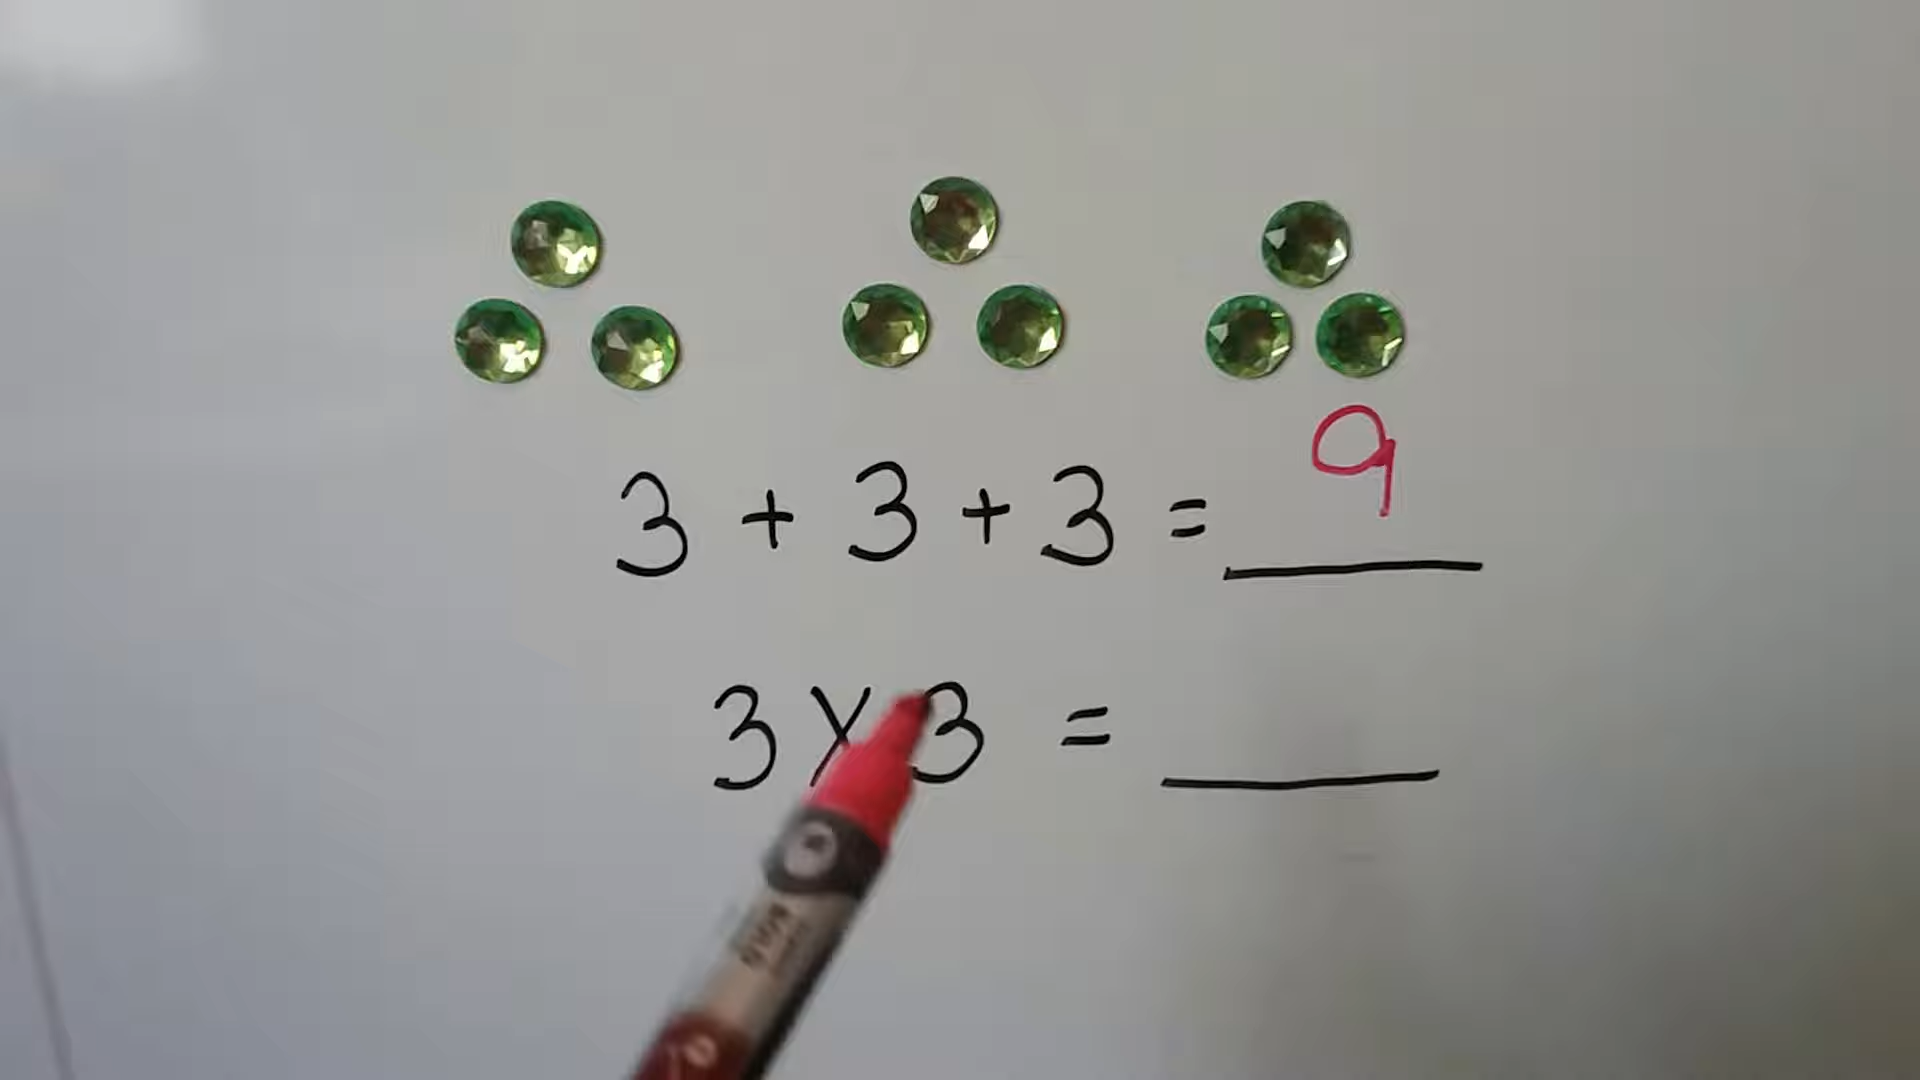 3 + 3 + 3 = 9
3 x 3 =